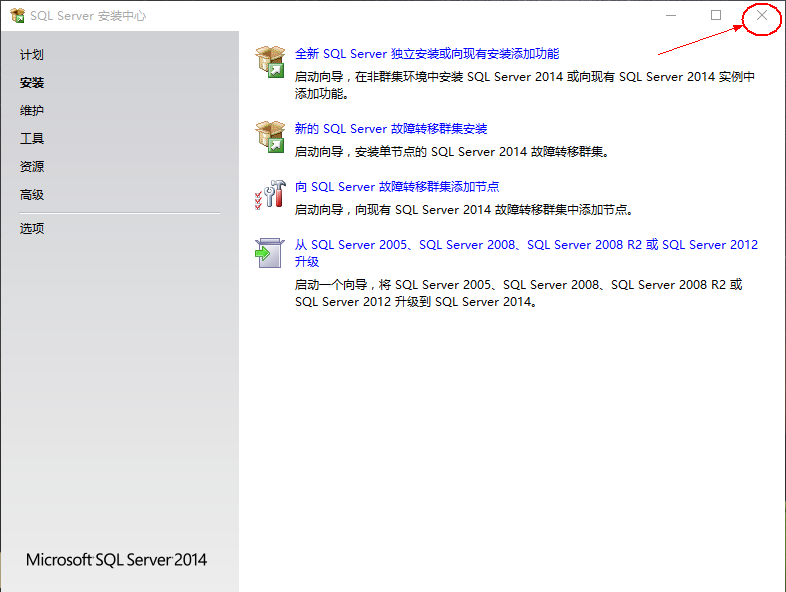 SQL Server 安装中心
计划
安装
维护
工具
资源
高级
选项
全新 SQL Server 独立安装或向现有安装添加功能
启动向导，在非群集环境中安装 SQL Server 2014 或向现有 SQL Server 2014 实例中
添加功能。
新的 SQL Server 故障转移群集安装
启动向导，安装单节点的 SQL Server 2014 故障转移群集。
向 SQL Server 故障转移群集添加节点
启动向导，向现有 SQL Server 2014 故障转移群集中添加节点。
从 SQL Server 2005、SQL Server 2008、SQL Server 2008 R2 或 SQL Server 2012
升级
启动一个向导，将 SQL Server 2005、SQL Server 2008、SQL Server 2008 R2 或
SQL Server 2012 升级到 SQL Server 2014。
Microsoft SQL Server 2014